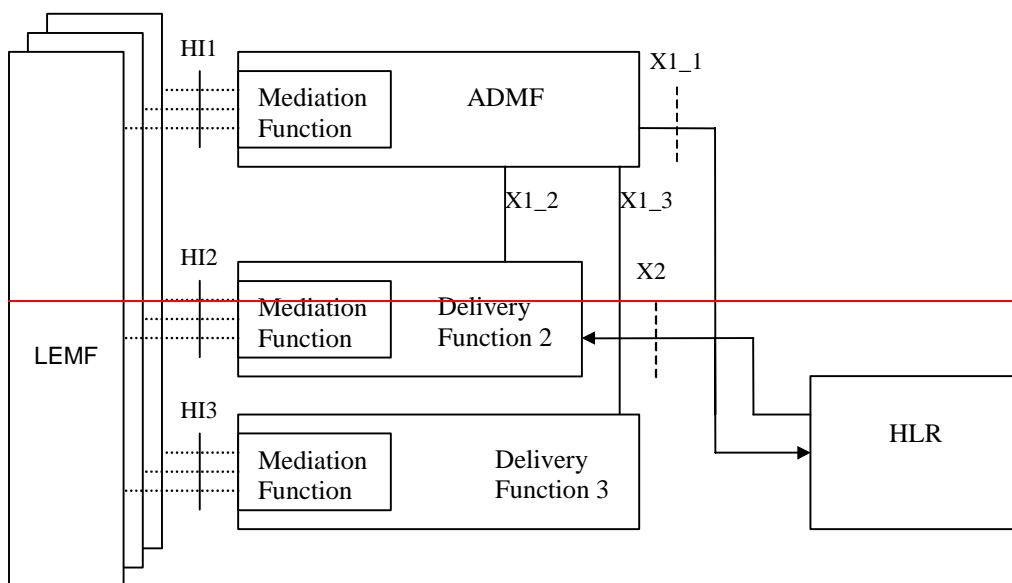 HI1
Mediation
Function
ADMF
X1_1
X1_2
X1_3
HI2
Mediation
Function
Delivery
Function 2
X2
LEMF
HI3
Mediation
Function
Delivery
Function 3
HLR